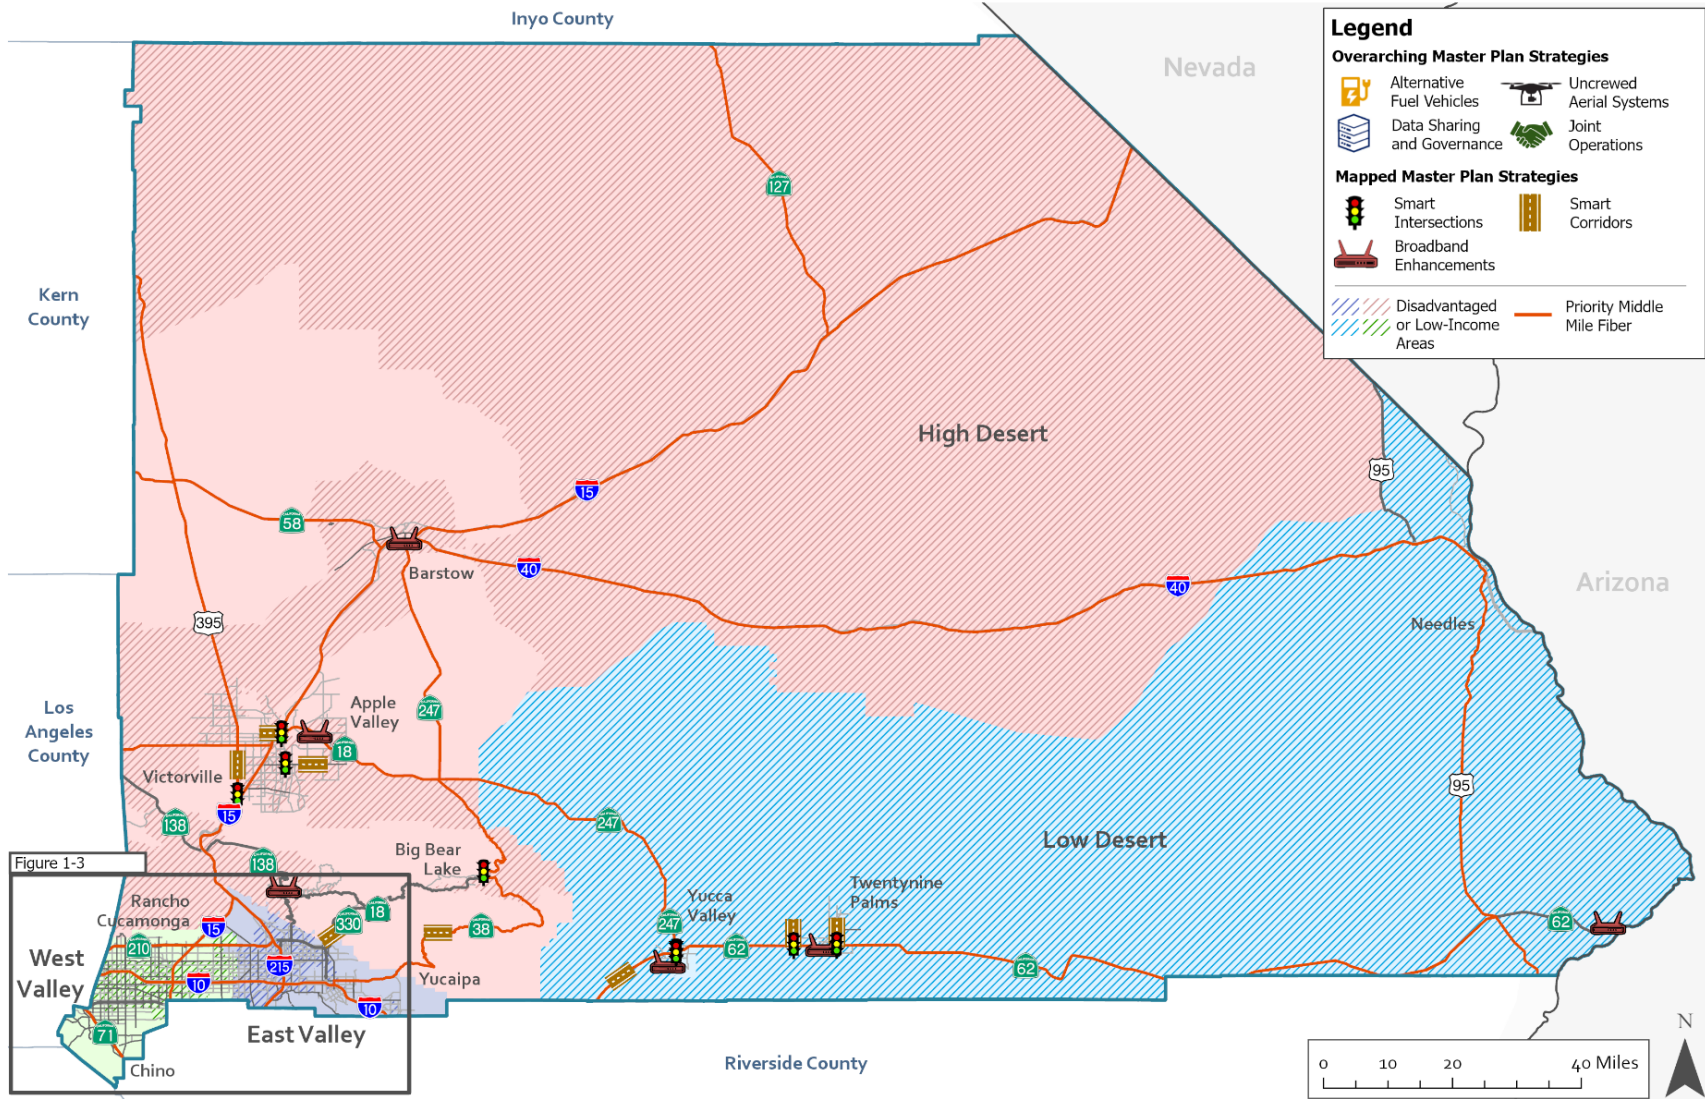 Inyo County
Nevada
Legend
Overarching Master Plan Strategies
Alternative
Fuel Vehicles
Uncrewed
Aerial Systems
Data Sharing
and Governance
Joint
Operations
Mapped Master Plan Strategies
Smart
Intersections
Smart
Corridors
Broadband
Enhancements
Disadvantaged
or Low-Income
Areas
Priority Middle
Mile Fiber
CALIFORNIA
127
Kern
County
High Desert
95
15
58
40
Barstow
40
Arizona
395
Needles
Los
Angeles
County
Apple
Valley
247
18
Victorville
95
15
138
247
Low Desert
138
Big Bear
Lake
Figure 1-3
Twentynine
Palms
Yucca
Valley
Rancho
Cucamonga
18
330
15
38
247
62
62
210
West
Valley
215
Yucaipa
62
10
10
71
East Valley
Chino
Riverside County
N
0 10 20 40 Miles